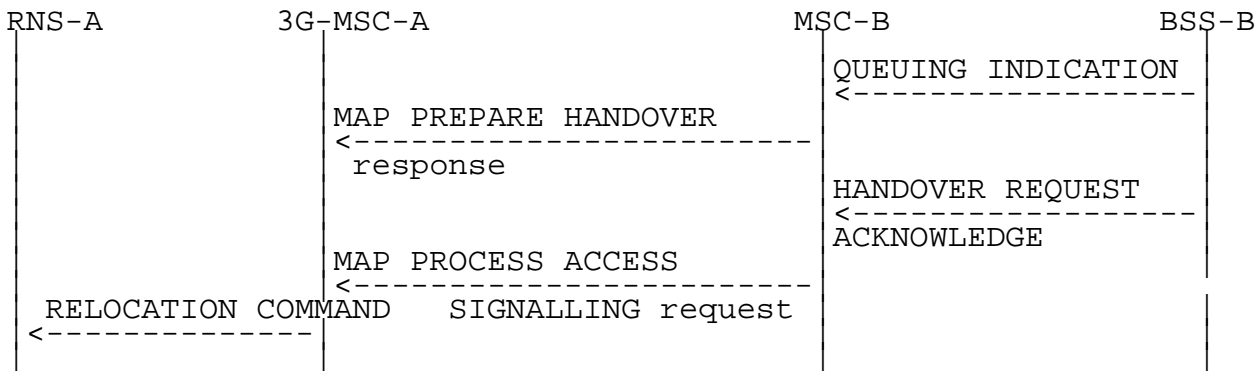 RNS-A 3G-MSC-A MSC-B BSS-B
QUEUING INDICATION
MAP PREPARE HANDOVER
response
HANDOVER REQUEST
ACKNOWLEDGE
MAP PROCESS ACCESS
RELOCATION COMMAND SIGNALLING request